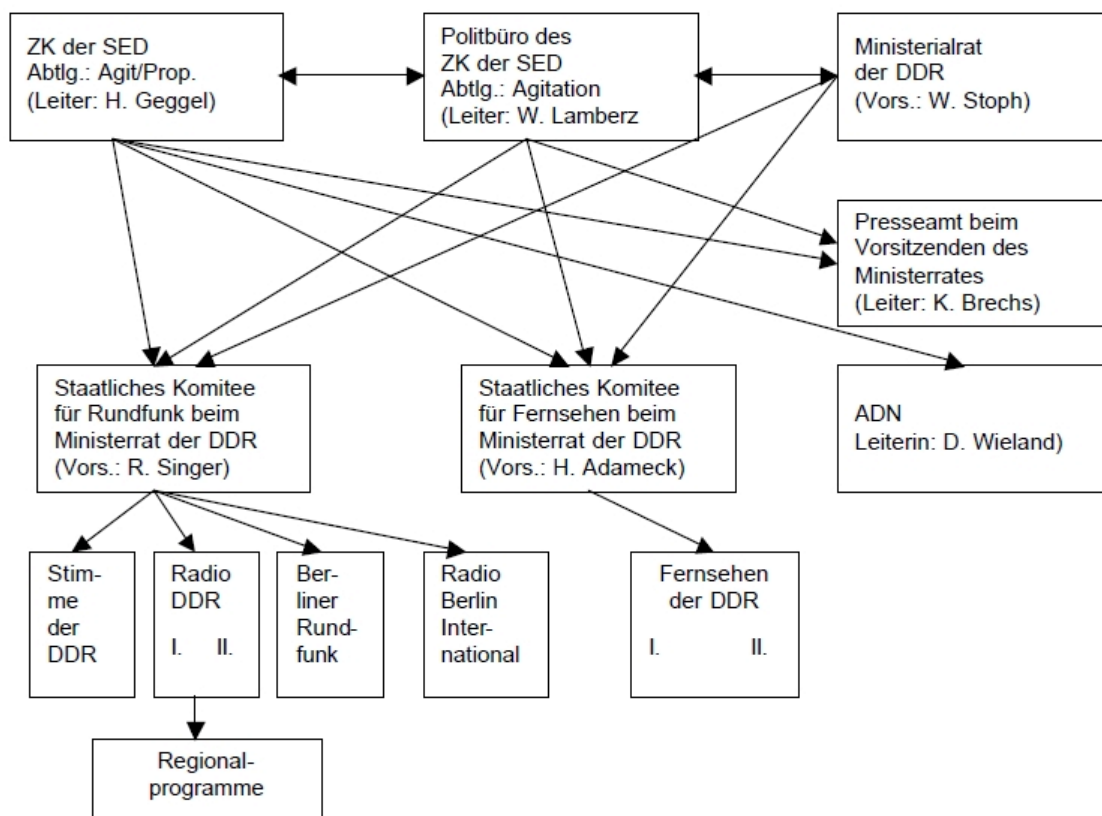 ZK der SED
Abtlg.: Agit/Prop.
(Leiter: H. Geggel)
Politbüro des
ZK der SED
Abtlg.: Agitation
(Leiter: W. Lamberz
Ministerialrat
der DDR
(Vors.: W. Stoph)
Presseamt beim
Vorsitzenden des
Ministerrates
(Leiter: K. Brechs)
Staatliches Komitee
für Rundfunk beim
Ministerrat der DDR
(Vors.: R. Singer)
Staatliches Komitee
für Fernsehen beim
Ministerrat der DDR
(Vors.: H. Adameck)
ADN
Leiterin: D. Wieland)
Stim-
me
der
DDR
Radio
DDR
I. II.
Ber-
liner
Rund-
funk
Radio
Berlin
Inter-
national
Fernsehen
der DDR
I. II.
Regional-
programme